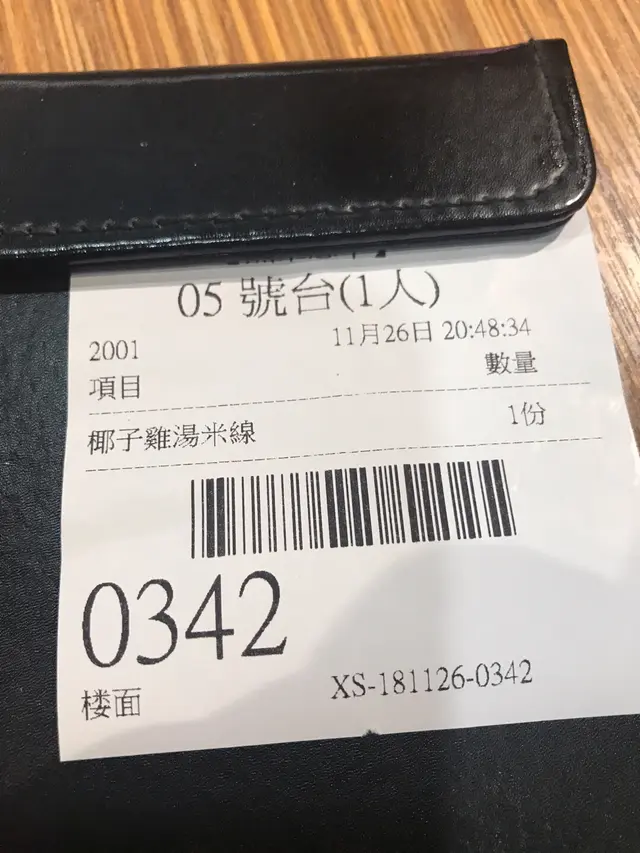 05 號台(1人)
2001
11月26日 20:48:34
項目
數量
椰子雞湯米線
1份
0342
楼面
XS-181126-0342